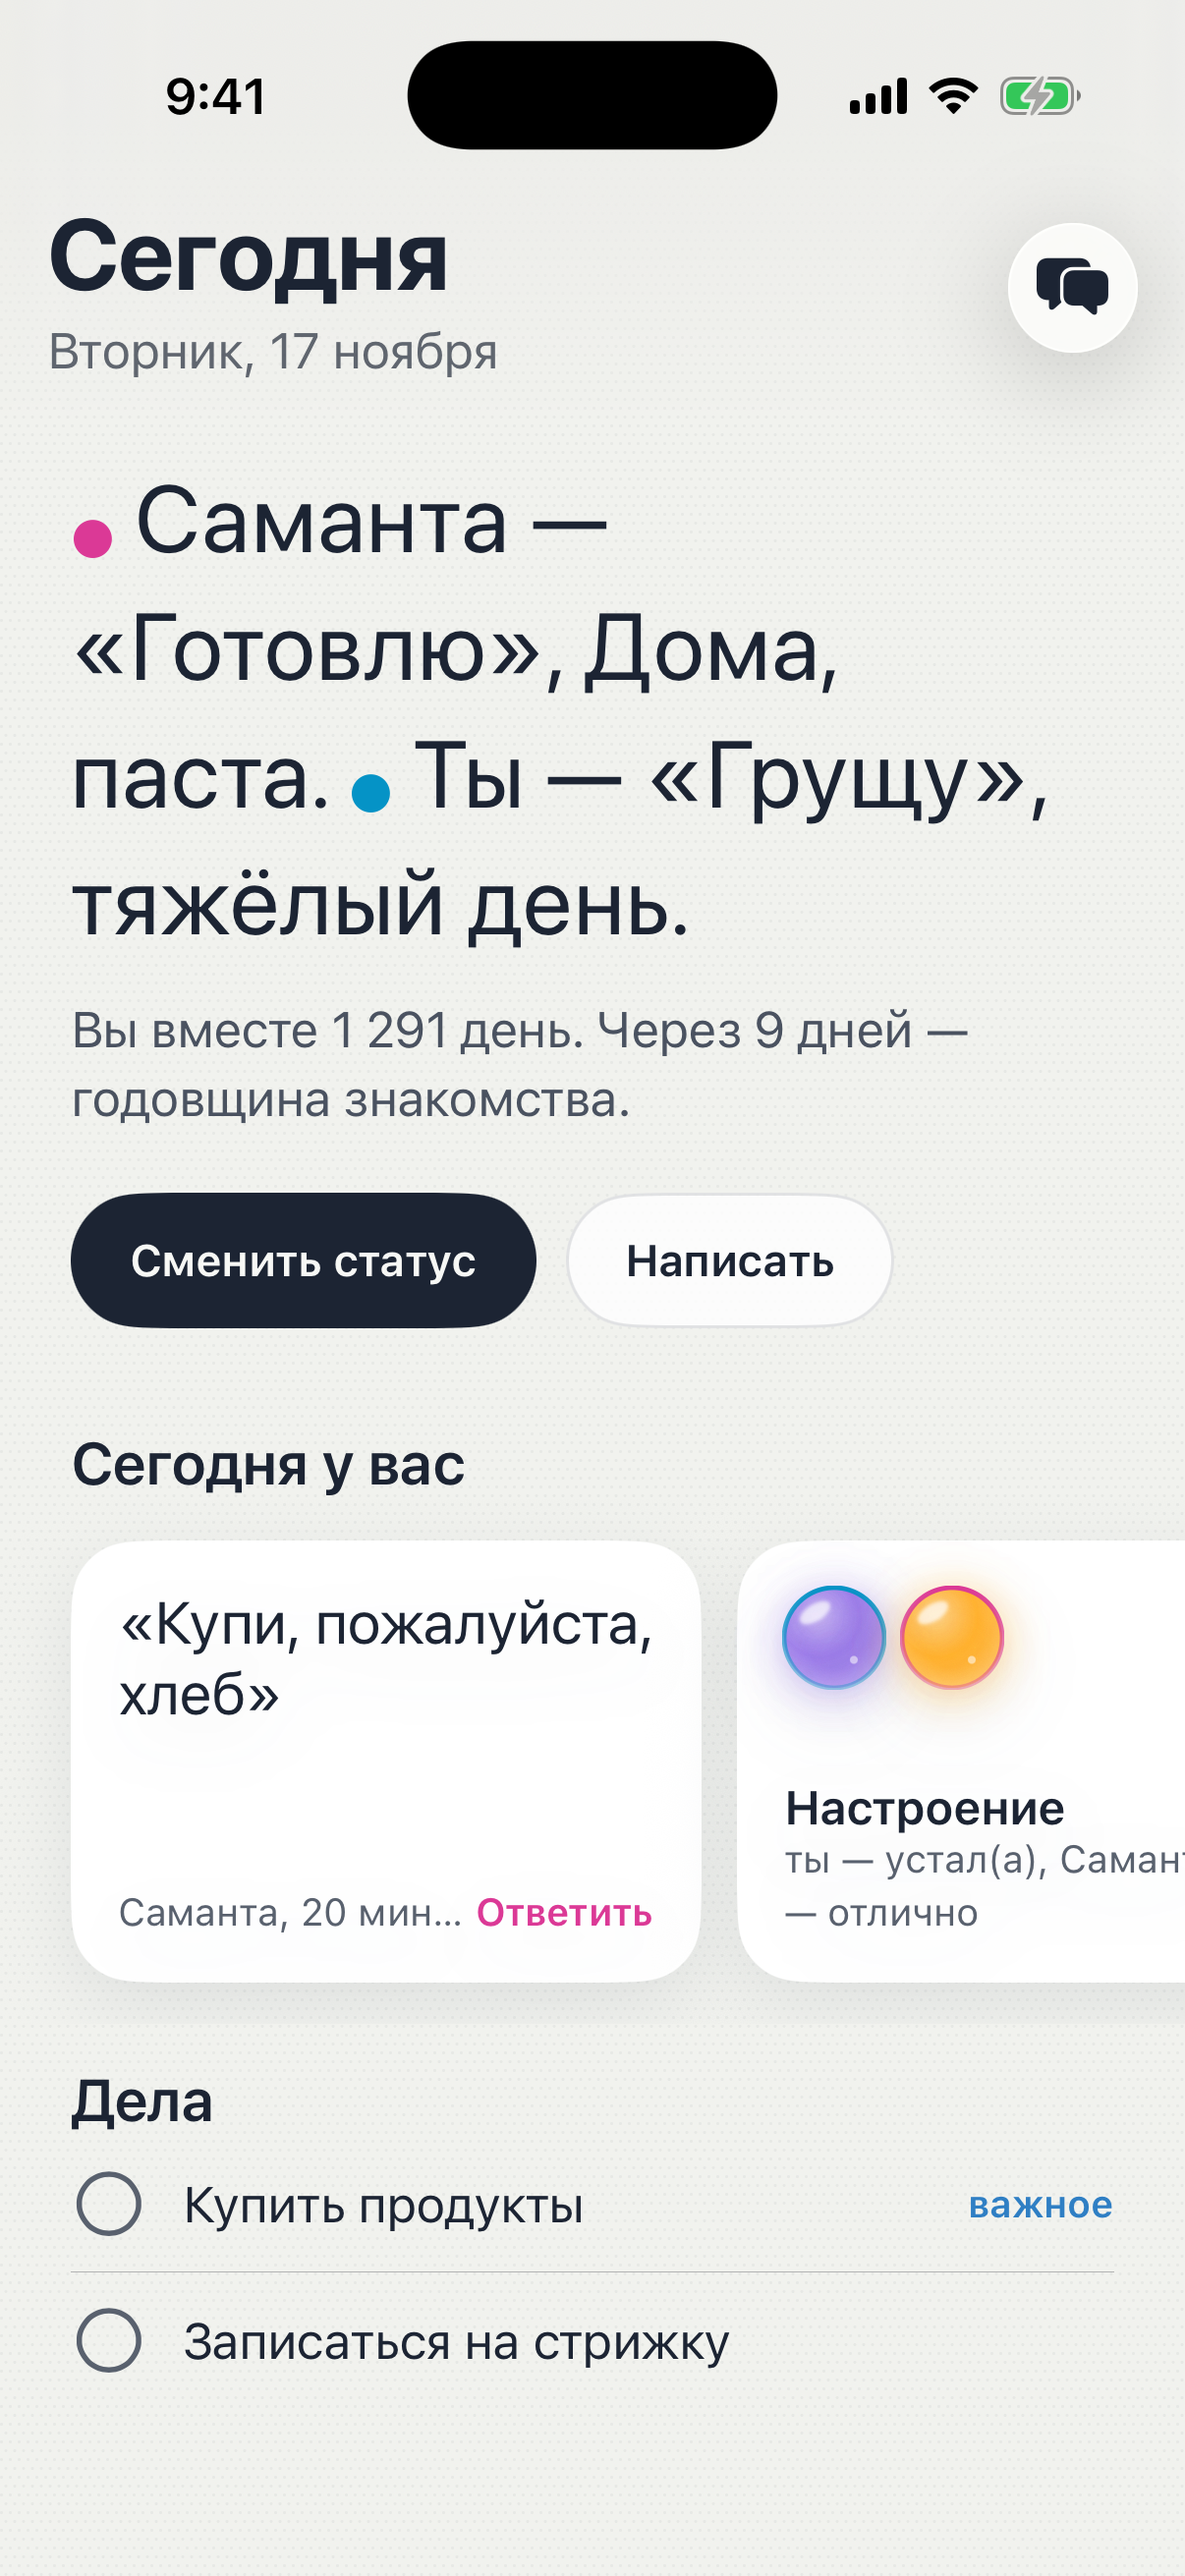 9:41
Сегодня
Вторник, 17 ноября
Саманта —
«Готовлю», Дома,
паста. Ты — «Грущу»,
тяжёлый день.
Вы вместе 1 291 день. Через 9 дней —
годовщина знакомства.
Сменить статус
Написать
Сегодня у вас
«Купи, пожалуйста,
хлеб»
Саманта, 20 мин... Ответить
Настроение
ты — устал(а),
— отлично
Дела
Купить продукты
важное
Записаться на стрижку